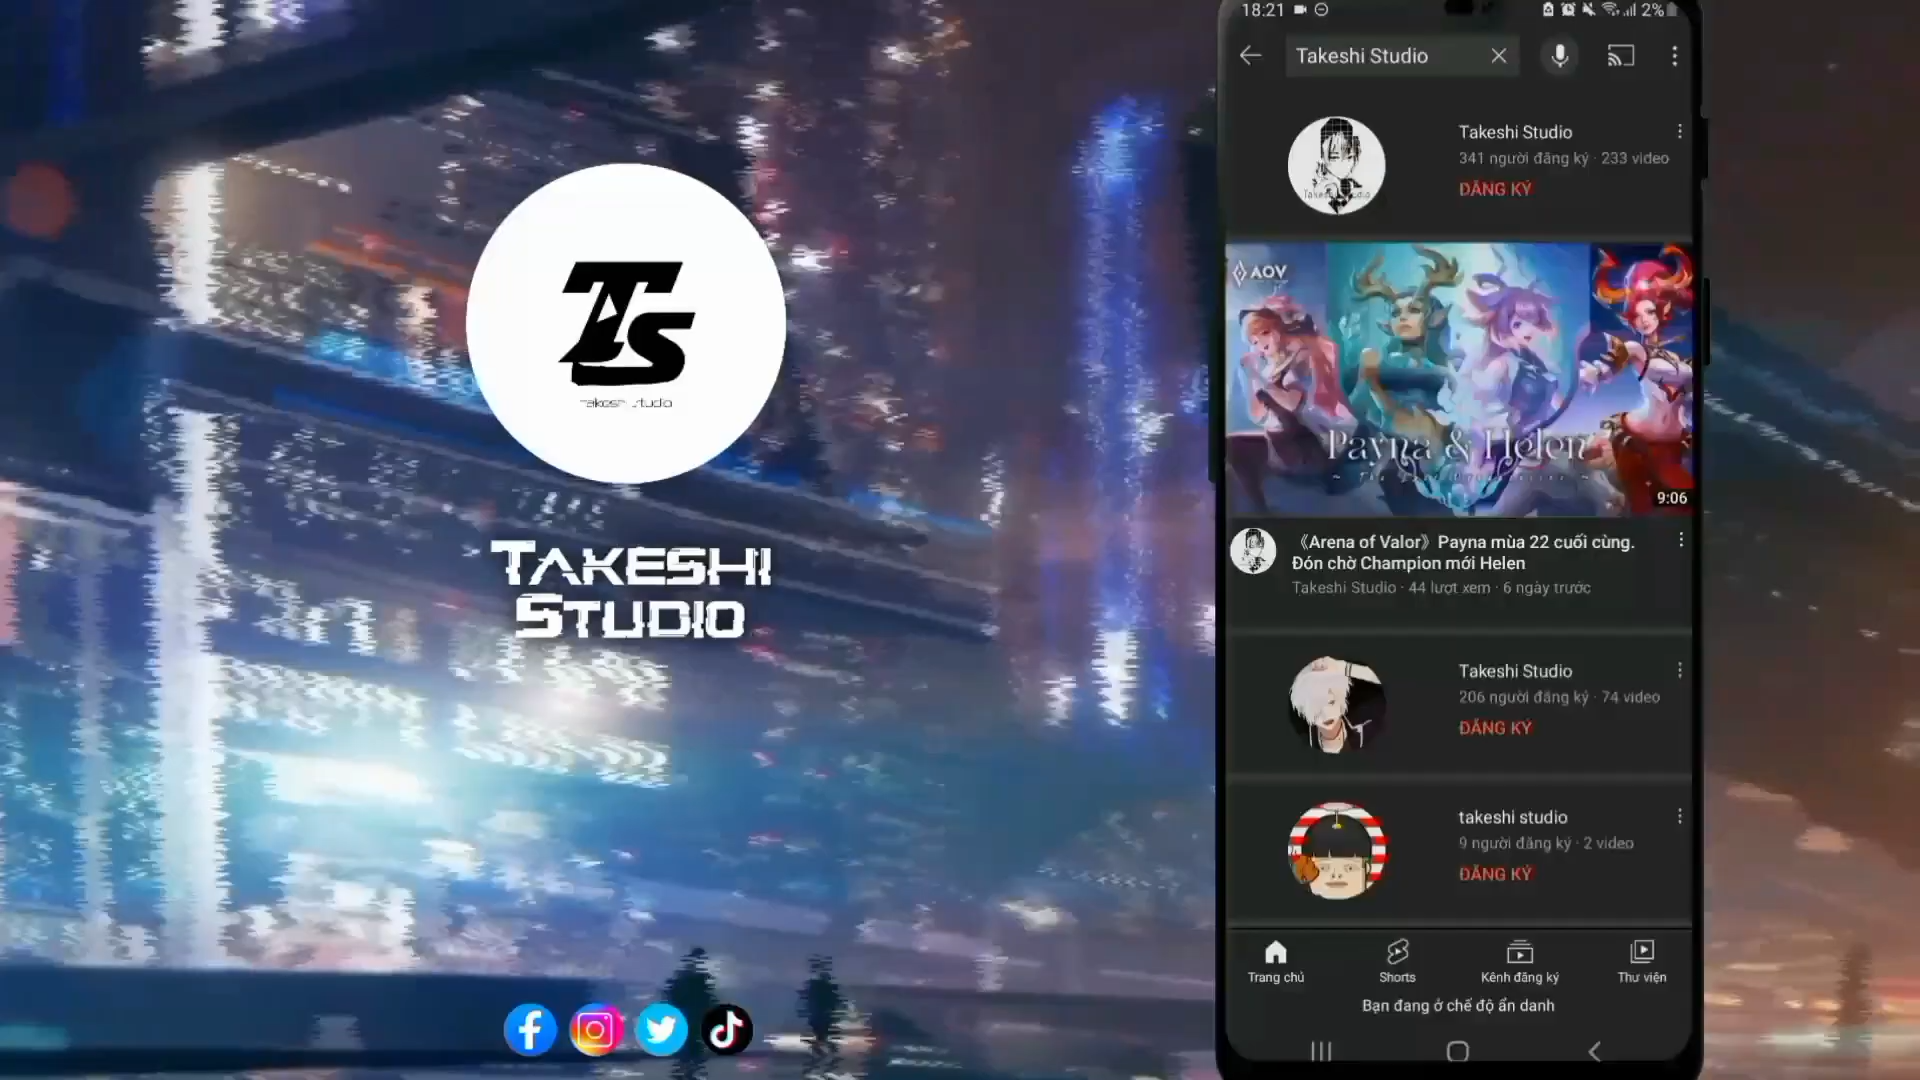 TS
Takeshi Studio
TAKESHI
STUDIO
18:21
2%
Takeshi Studio
Takeshi Studio
341 người đăng ký · 233 video
ĐĂNG KÝ
AOV
Payna & Helen
9:06
《Arena of Valor》Payna mùa 22 cuối cùng.
Đón chờ Champion mới Helen
Takeshi Studio · 44 lượt xem · 6 ngày trước
Takeshi Studio
206 người đăng ký · 74 video
ĐĂNG KÝ
takeshi studio
9 người đăng ký · 2 video
ĐĂNG KÝ
Trang chủ
Shorts
Kênh đăng ký
Thư viện
Bạn đang ở chế độ ẩn danh